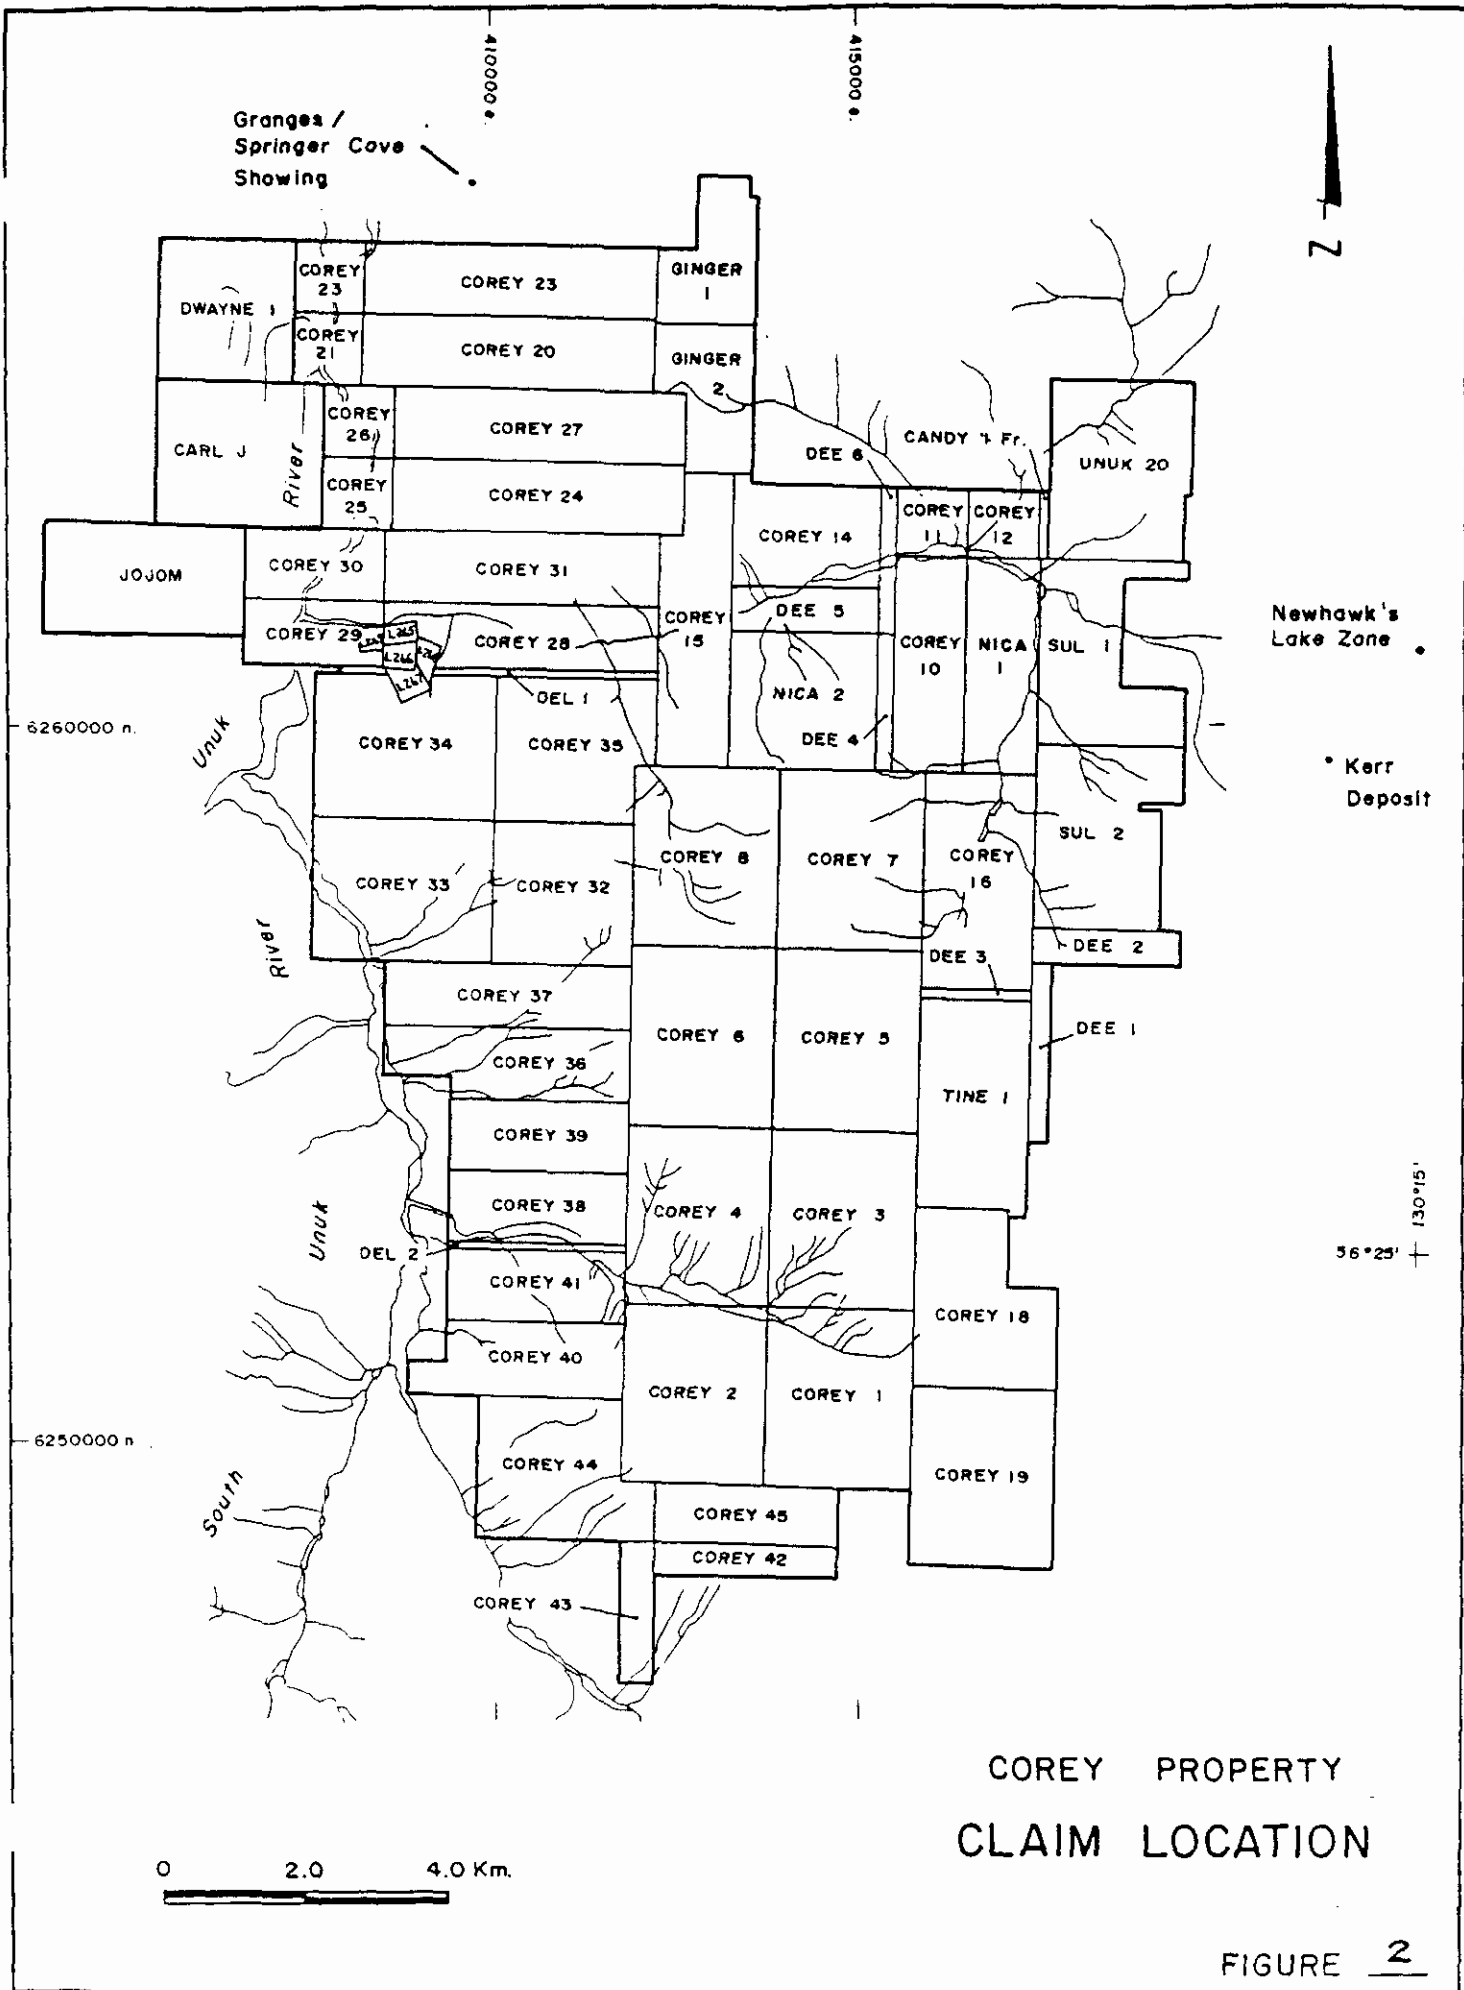 410000 e.
415000 e.
Granges /
Springer Cove
Showing
N
COREY
23
COREY 23
GINGER
1
DWAYNE 1
COREY
21
COREY 20
GINGER
2
COREY
26
COREY 27
CARL J
River
COREY
25
COREY 24
DEE 6
CANDY 4 Fr.
UNUK 20
COREY
11
COREY
12
COREY 14
JOJOM
COREY 30
COREY 31
COREY 29
L265
L266
L267
COREY 28
COREY
15
DEE 5
COREY
10
NICA
1
SUL 1
Newhawk's
Lake Zone
NICA 2
DEL 1
DEE 4
6260000 n.
Unuk
COREY 34
COREY 35
Kerr
Deposit
SUL 2
COREY 8
COREY 7
COREY
16
COREY 33
COREY 32
River
DEE 3
DEE 2
COREY 37
COREY 6
COREY 5
DEE 1
COREY 36
TINE 1
COREY 39
COREY 38
COREY 4
COREY 3
Unuk
DEL 2
130°15'
56°25'
COREY 41
COREY 18
COREY 40
COREY 2
COREY 1
6250000 n
COREY 44
COREY 19
South
COREY 45
COREY 42
COREY 43
COREY PROPERTY
CLAIM LOCATION
0 2.0 4.0 Km.
FIGURE 2